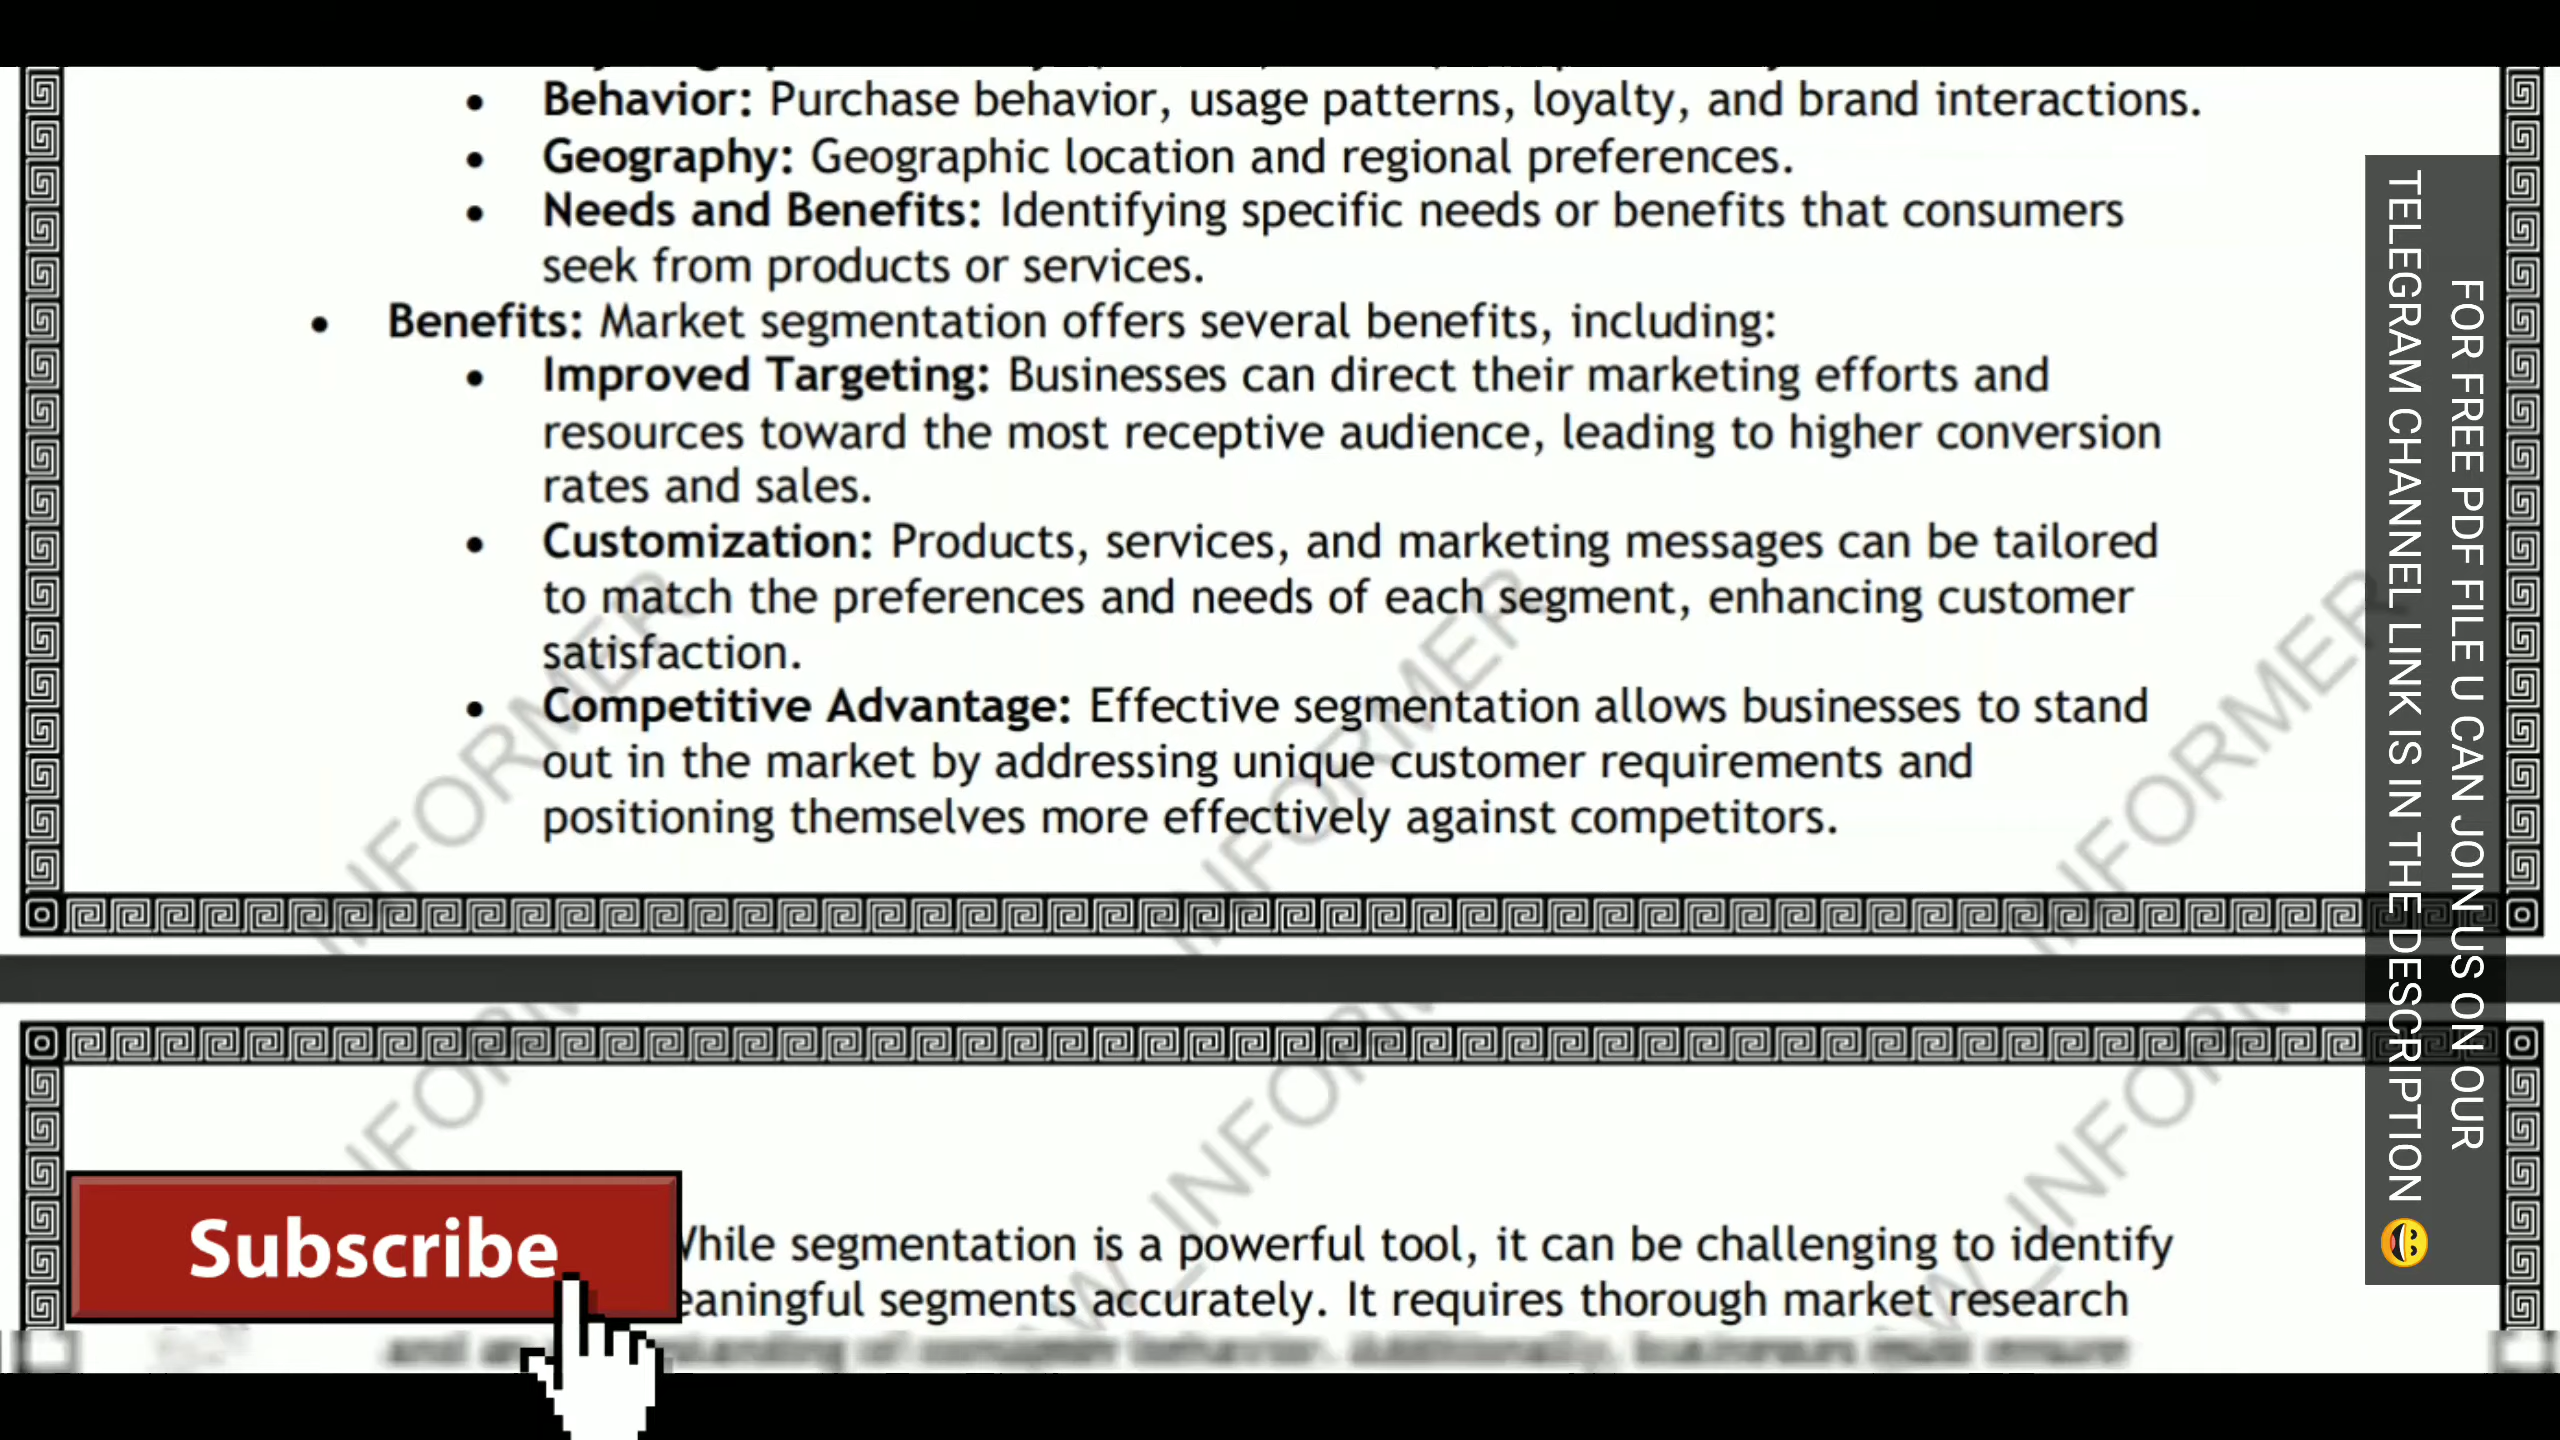 • Behavior: Purchase behavior, usage patterns, loyalty, and brand interactions.
• Geography: Geographic location and regional preferences.
• Needs and Benefits: Identifying specific needs or benefits that consumers
seek from products or services.
• Benefits: Market segmentation offers several benefits, including:
• Improved Targeting: Businesses can direct their marketing efforts and
resources toward the most receptive audience, leading to higher conversion
rates and sales.
• Customization: Products, services, and marketing messages can be tailored
to match the preferences and needs of each segment, enhancing customer
satisfaction.
• Competitive Advantage: Effective segmentation allows businesses to stand
out in the market by addressing unique customer requirements and
positioning themselves more effectively against competitors.
INFORMER INFORMER INFORMER
Subscribe
While segmentation is a powerful tool, it can be challenging to identify
segments accurately. It requires thorough market research
FOR FREE PDF FILE U CAN JOIN US ON OUR
TELEGRAM CHANNEL LINK IS IN THE DESCRIPTION 😄